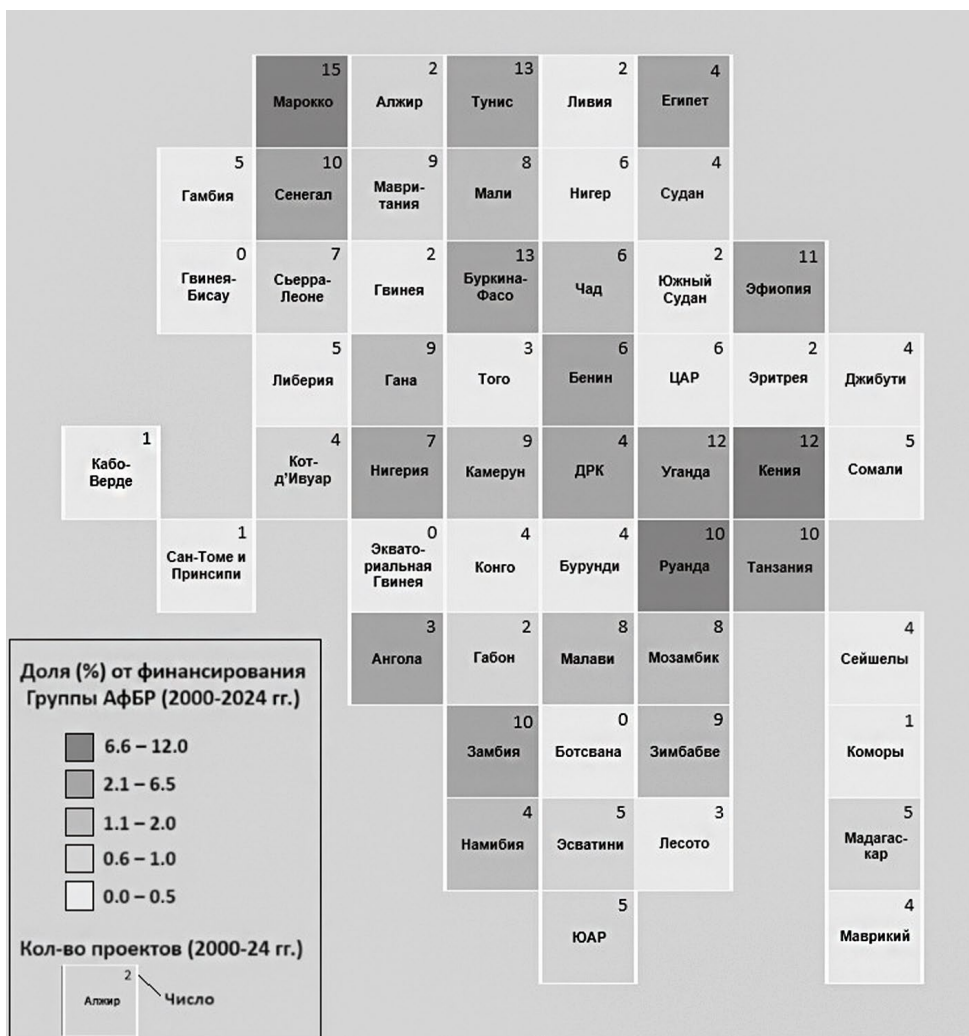 15 2 13 2 4
Марокко Алжир Тунис Ливия Египет
5 10 9 8 6 4
Гамбия Сенегал Маври-
тания Мали Нигер Судан
0 7 2 13 6 2 11
Гвинея-
Бисау Сьерра-
Леоне Гвинея Буркина-
Фасо Чад Южный
Судан Эфиопия
5 9 3 6 6 2 4
Либерия Гана Того Бенин ЦАР Эритрея Джибути
1 4 7 9 4 12 12 5
Кабо-
Верде Кот-
д'Ивуар Нигерия Камерун ДРК Уганда Кения Сомали
1 0 4 4 10 10
Сан-Томе и
Принсипи Эквато-
риальная
Гвинея Конго Бурунди Руанда Танзания
3 2 8 8 4
Ангола Габон Малави Мозамбик Сейшелы
10 0 9 1
Замбия Ботсвана Зимбабве Коморы
4 5 3 5
Намибия Эсватини Лесото Мадагас-
кар
5 4
ЮАР Маврикий
Доля (%) от финансирования
Группы АфБР (2000-2024 гг.)
6.6 – 12.0
2.1 – 6.5
1.1 – 2.0
0.6 – 1.0
0.0 – 0.5
Кол-во проектов (2000-24 гг.)
2
Алжир
Число